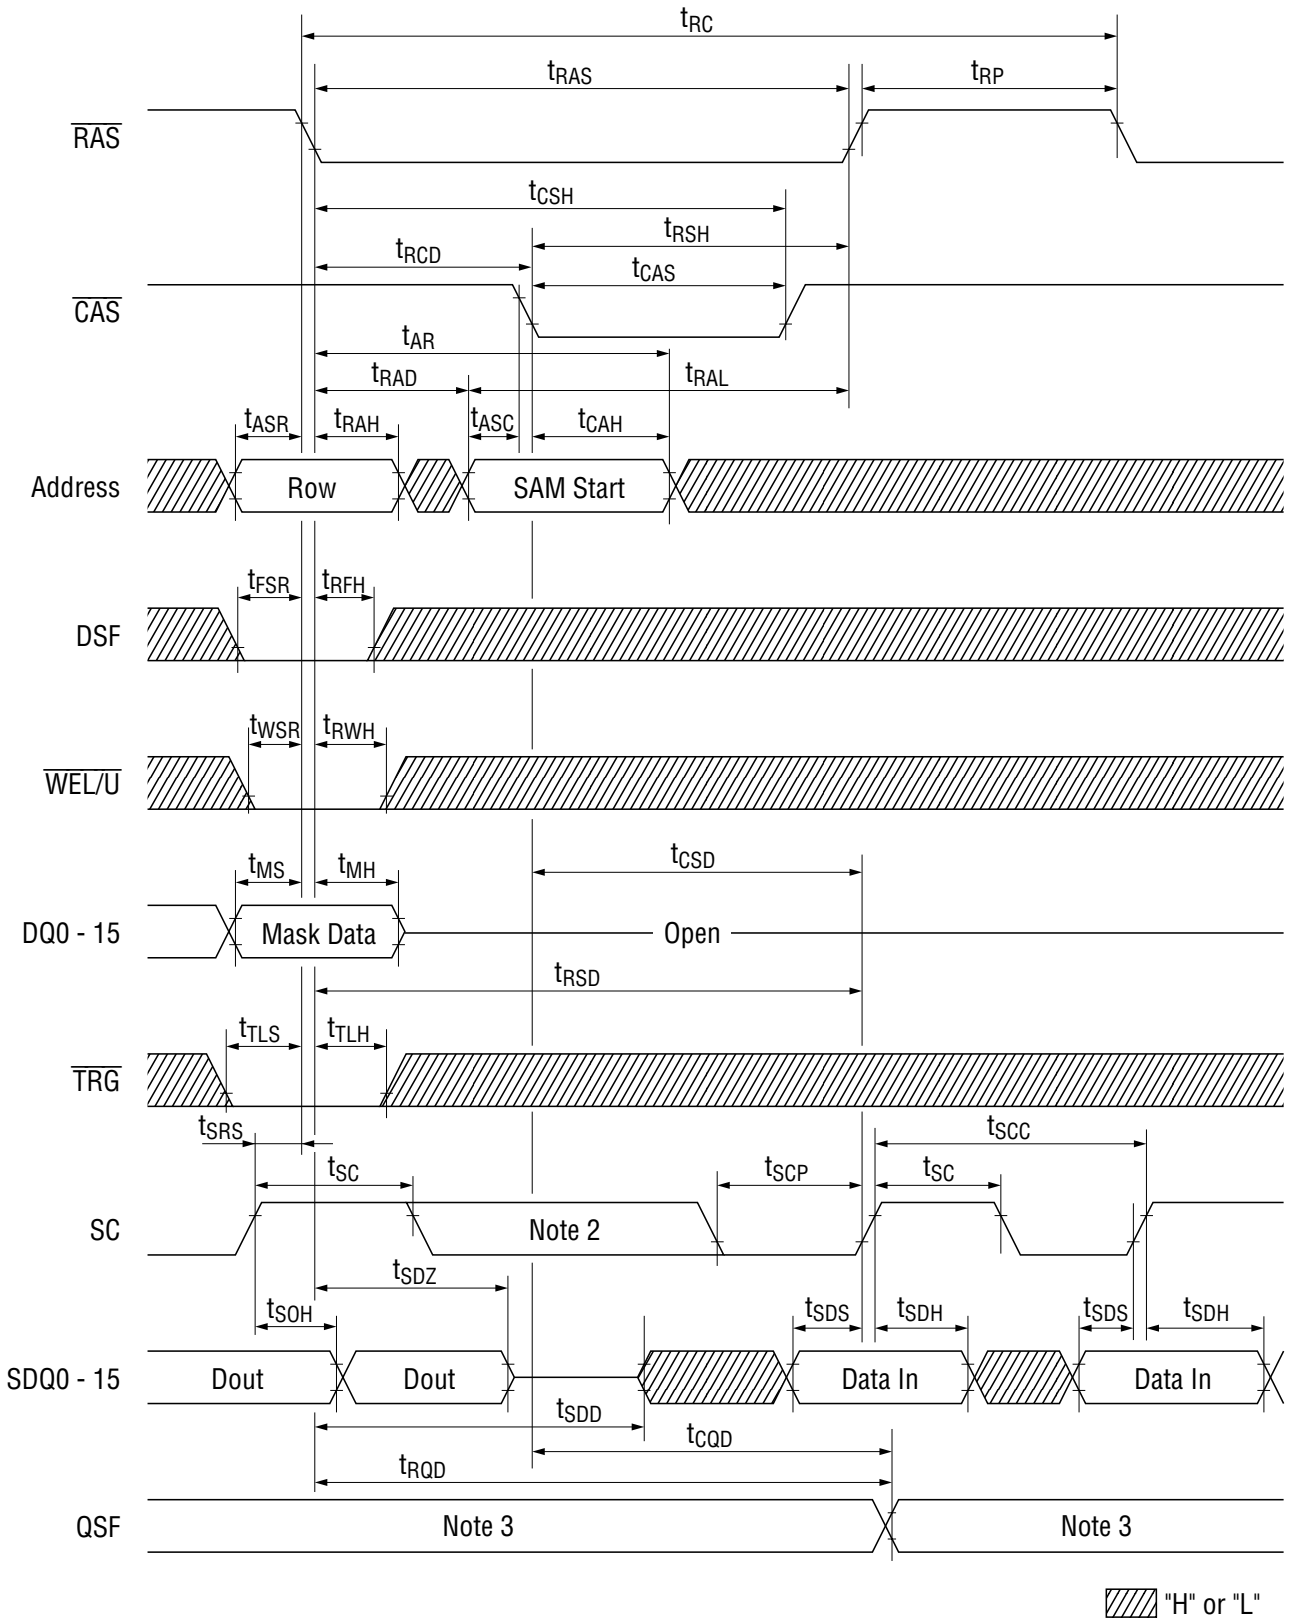 tRC
tRAS
tRP
RAS
tCSH
tRSH
tRCD
tCAS
CAS
tAR
tRAD
tRAL
tASR
tRAH
tASC
tCAH
Address
Row
SAM Start
tFSR
tRFH
DSF
tWSR
tRWH
WEL/U
tCSD
tMS
tMH
DQ0 - 15
Mask Data
Open
tRSD
tTLS
tTLH
TRG
tSRS
tSCC
tSC
tSCP
tSC
SC
Note 2
tSDZ
tSOH
tSDS
tSDH
tSDS
tSDH
SDQ0 - 15
Dout
Dout
Data In
Data In
tSDD
tCQD
tRQD
QSF
Note 3
Note 3
"H" or "L"